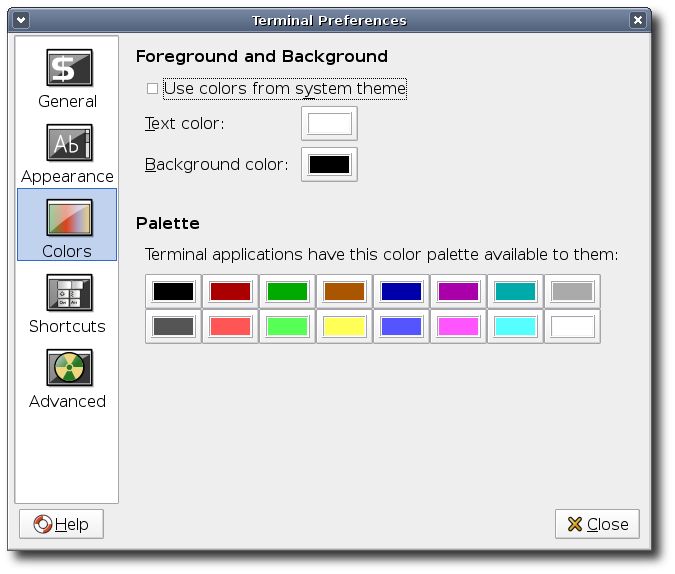 Terminal Preferences
General
Appearance
Colors
Shortcuts
Advanced
Foreground and Background
Use colors from system theme
Text color:
Background color:
Palette
Terminal applications have this color palette available to them:
Help
Close